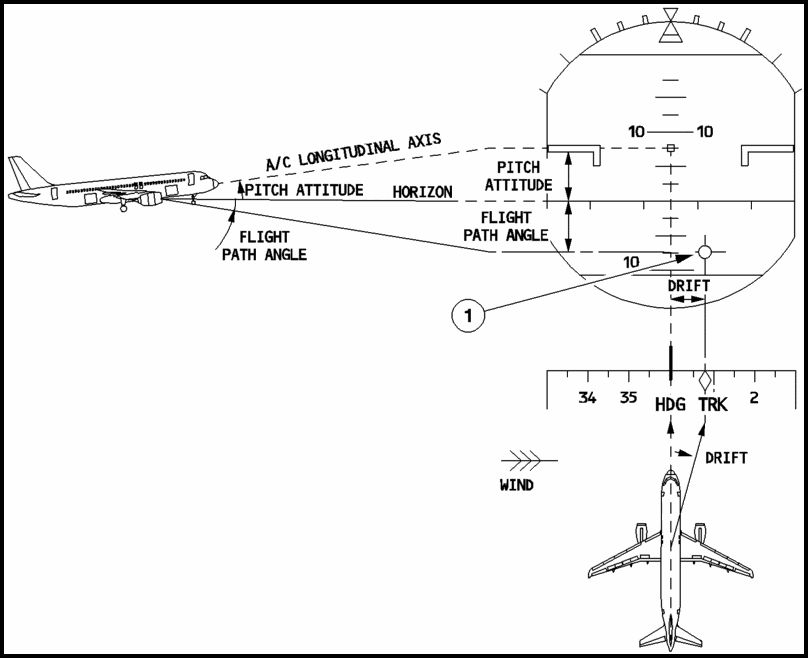 10 10
A/C LONGITUDINAL AXIS
PITCH
ATTITUDE
PITCH ATTITUDE HORIZON
FLIGHT
PATH ANGLE
FLIGHT
PATH ANGLE
10
DRIFT
1
34 35 HDG TRK 2
DRIFT
WIND